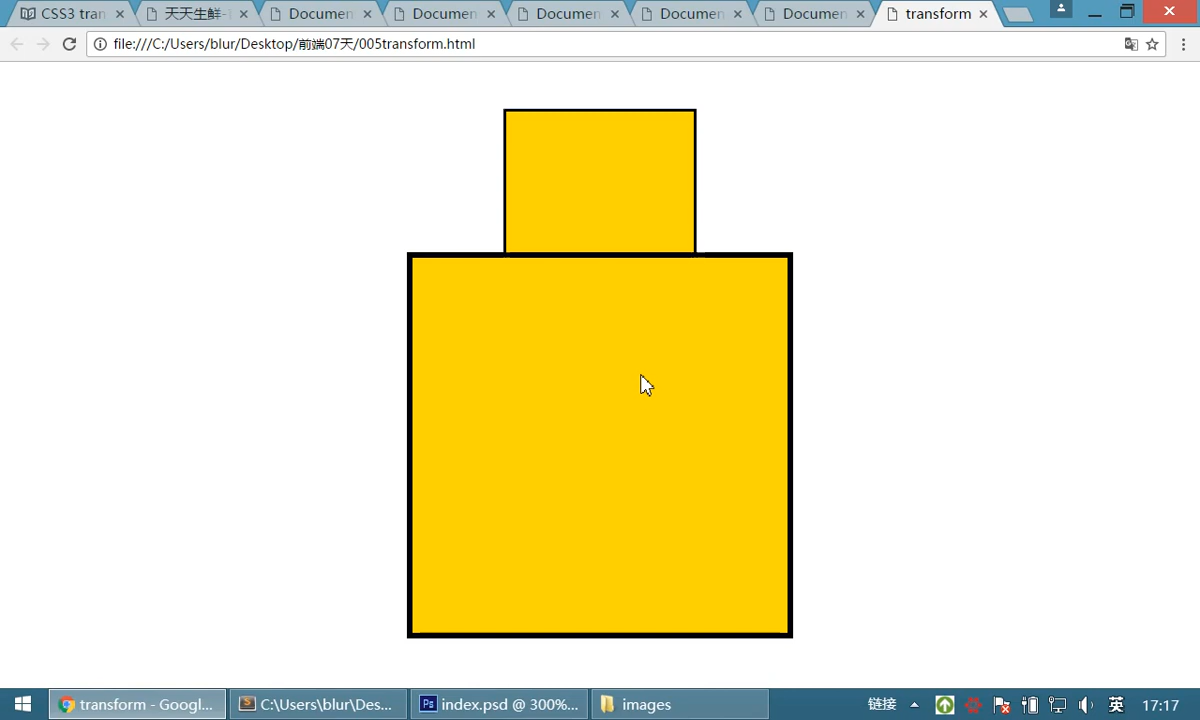 CSS3 tran
天天生鲜-
Documen
Documen
Documen
Documen
Documen
transform
file:///C:/Users/blur/Desktop/前端07天/005transform.html
transform - Googl...
C:\Users\blur\Des...
Ps
index.psd @ 300%...
images
链接
英
17:17